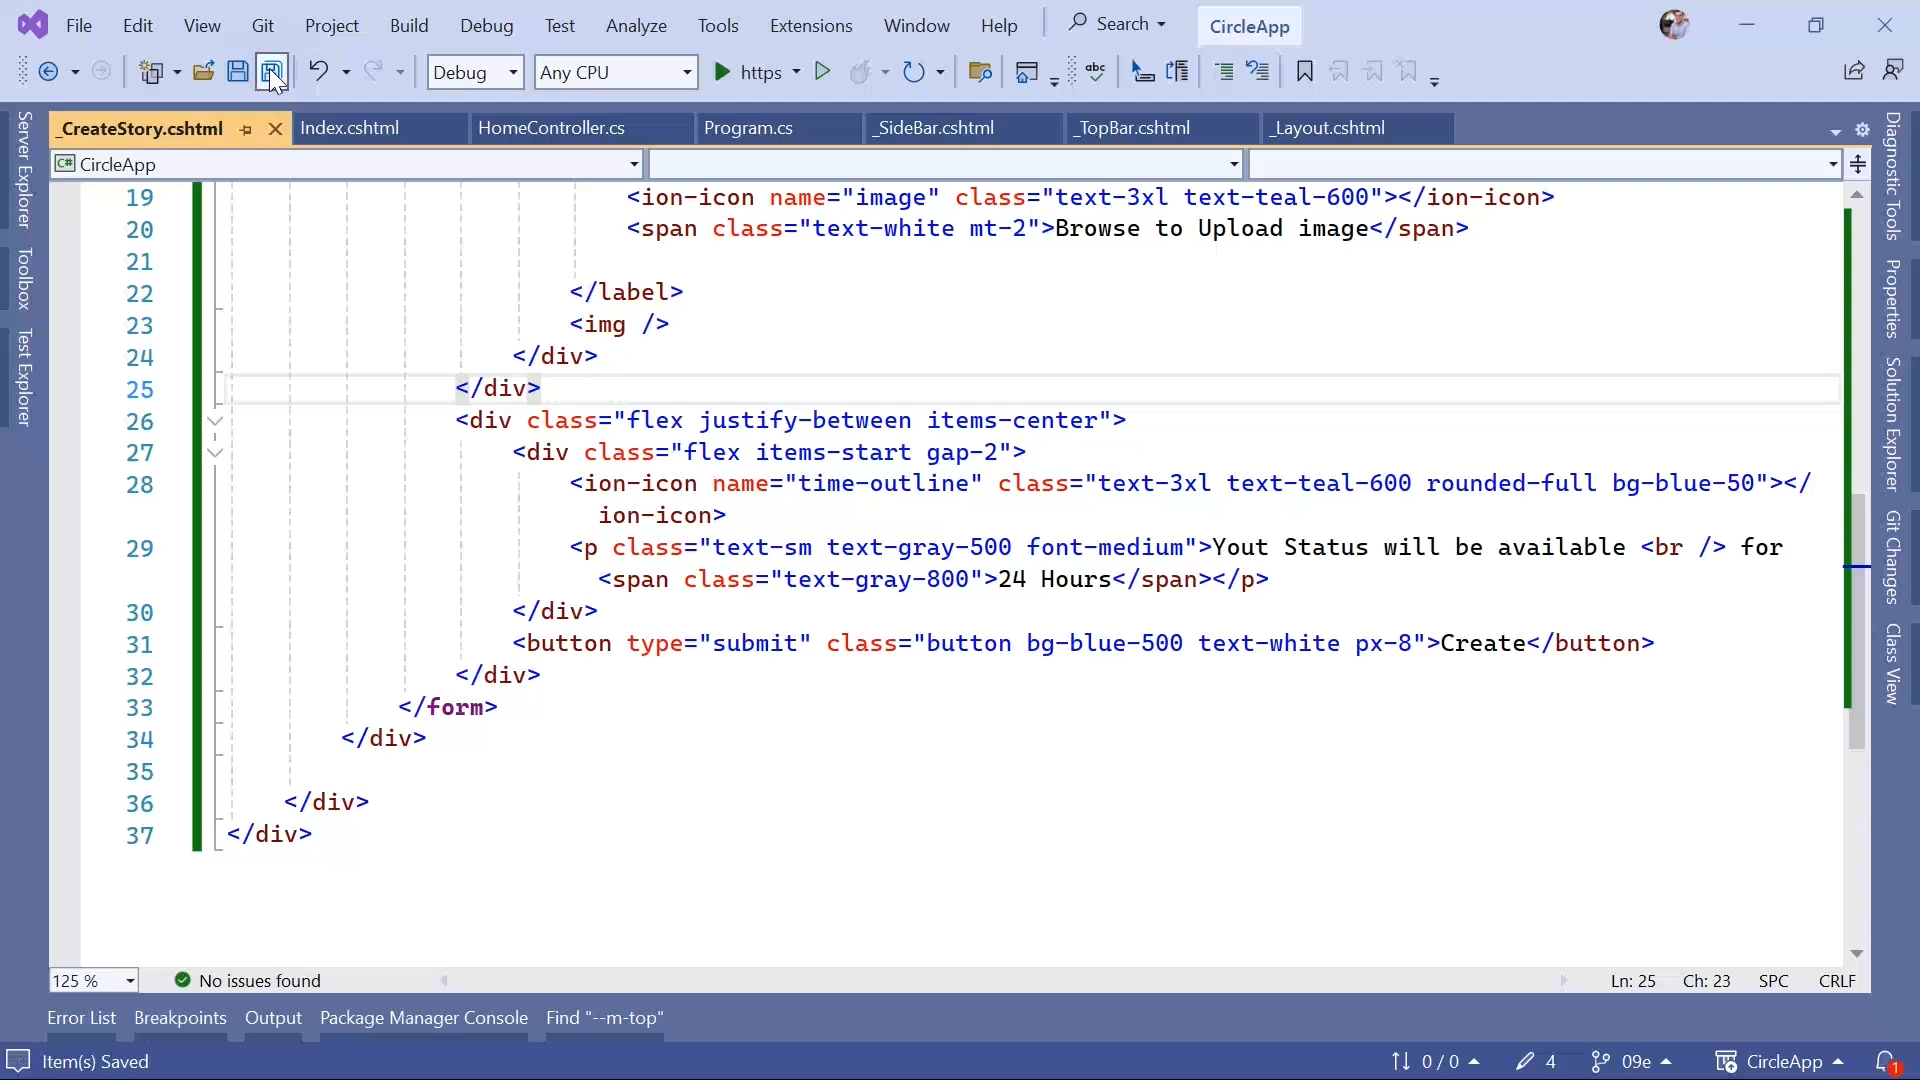 File Edit View Git Project Build Debug Test Analyze Tools Extensions Window Help Search CircleApp
Debug Any CPU https abc
_CreateStory.cshtml Index.cshtml HomeController.cs Program.cs _SideBar.cshtml _TopBar.cshtml _Layout.cshtml
C# CircleApp
Server Explorer
Toolbox
Test Explorer
19 <ion-icon name="image" class="text-3xl text-teal-600"></ion-icon>
20 <span class="text-white mt-2">Browse to Upload image</span>
21
22 </label>
23 <img />
24 </div>
25 </div>
26 <div class="flex justify-between items-center">
27 <div class="flex items-start gap-2">
28 <ion-icon name="time-outline" class="text-3xl text-teal-600 rounded-full bg-blue-50"></
ion-icon>
29 <p class="text-sm text-gray-500 font-medium">Yout Status will be available <br /> for
<span class="text-gray-800">24 Hours</span></p>
30 </div>
31 <button type="submit" class="button bg-blue-500 text-white px-8">Create</button>
32 </div>
33 </form>
34 </div>
35
36 </div>
37 </div>
Diagnostic Tools
Properties
Solution Explorer
Git Changes
Class View
125 % No issues found Ln: 25 Ch: 23 SPC CRLF
Error List Breakpoints Output Package Manager Console Find "--m-top"
Item(s) Saved 0 / 0 4 09e CircleApp 1